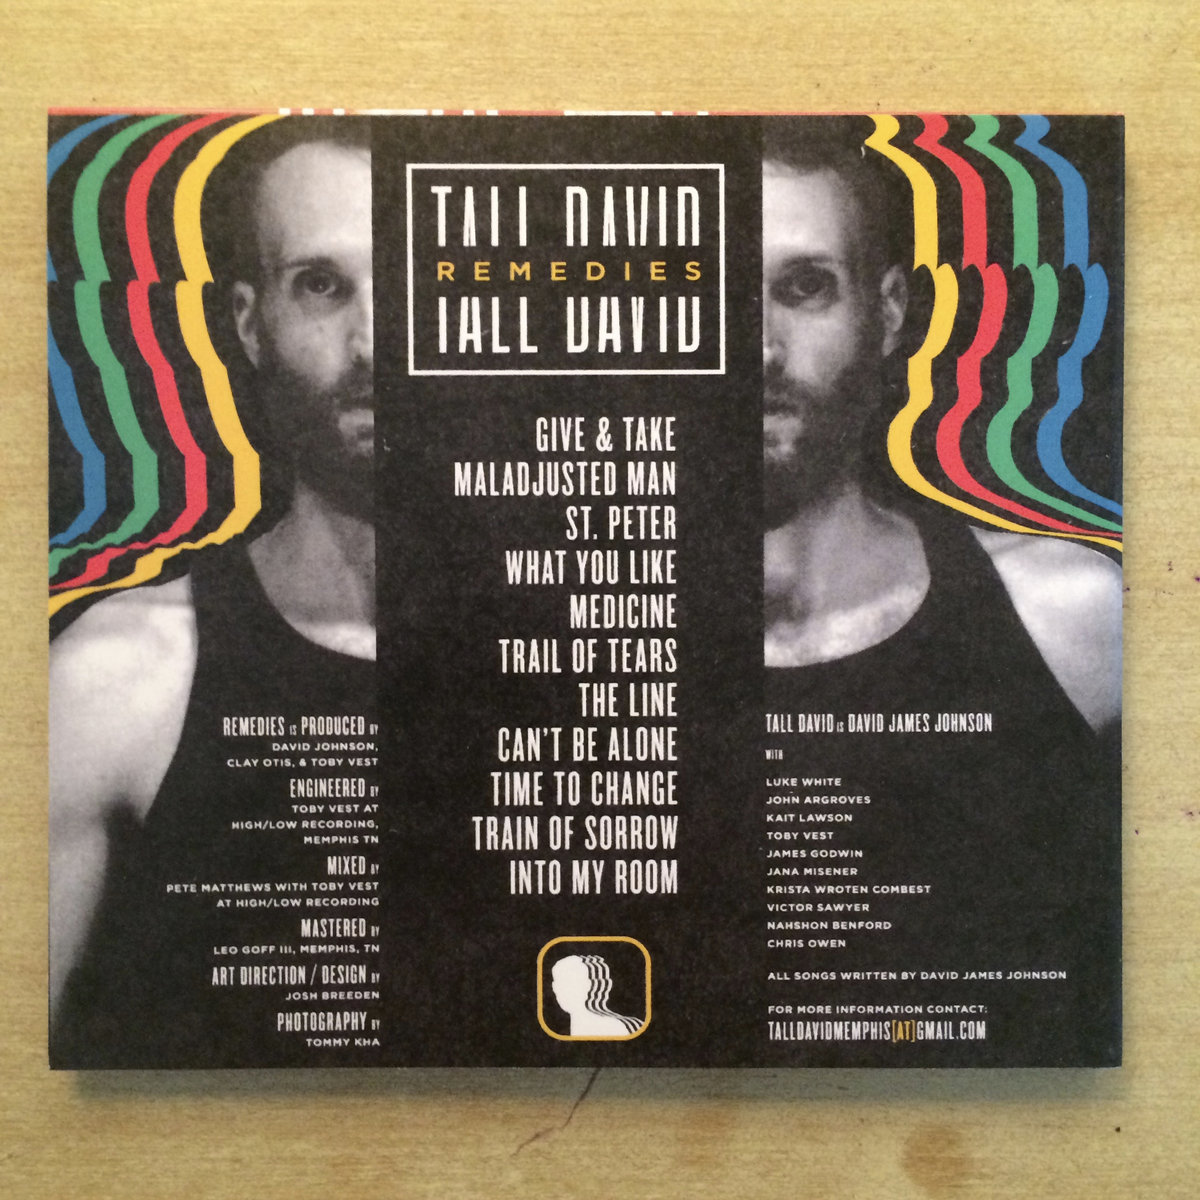 TALL DAVID
REMEDIES
TALL DAVID
GIVE & TAKE
MALADJUSTED MAN
ST. PETER
WHAT YOU LIKE
MEDICINE
TRAIL OF TEARS
THE LINE
CAN'T BE ALONE
TIME TO CHANGE
TRAIN OF SORROW
INTO MY ROOM
REMEDIES IS PRODUCED BY
DAVID JOHNSON,
CLAY OTIS, & TOBY VEST
ENGINEERED BY
TOBY VEST AT
HIGH/LOW RECORDING,
MEMPHIS TN
MIXED BY
PETE MATTHEWS WITH TOBY VEST
AT HIGH/LOW RECORDING
MASTERED BY
LEO GOFF III, MEMPHIS, TN
ART DIRECTION / DESIGN BY
JOSH BREEDEN
PHOTOGRAPHY BY
TOMMY KHA
TALL DAVID IS DAVID JAMES JOHNSON
WITH
LUKE WHITE
JOHN ARGROVES
KAIT LAWSON
TOBY VEST
JAMES GODWIN
JANA MISENER
KRISTA WROTEN COMBEST
VICTOR SAWYER
NAHSHON BENFORD
CHRIS OWEN
ALL SONGS WRITTEN BY DAVID JAMES JOHNSON
FOR MORE INFORMATION CONTACT:
TALLDAVIDMEMPHIS[AT]GMAIL.COM